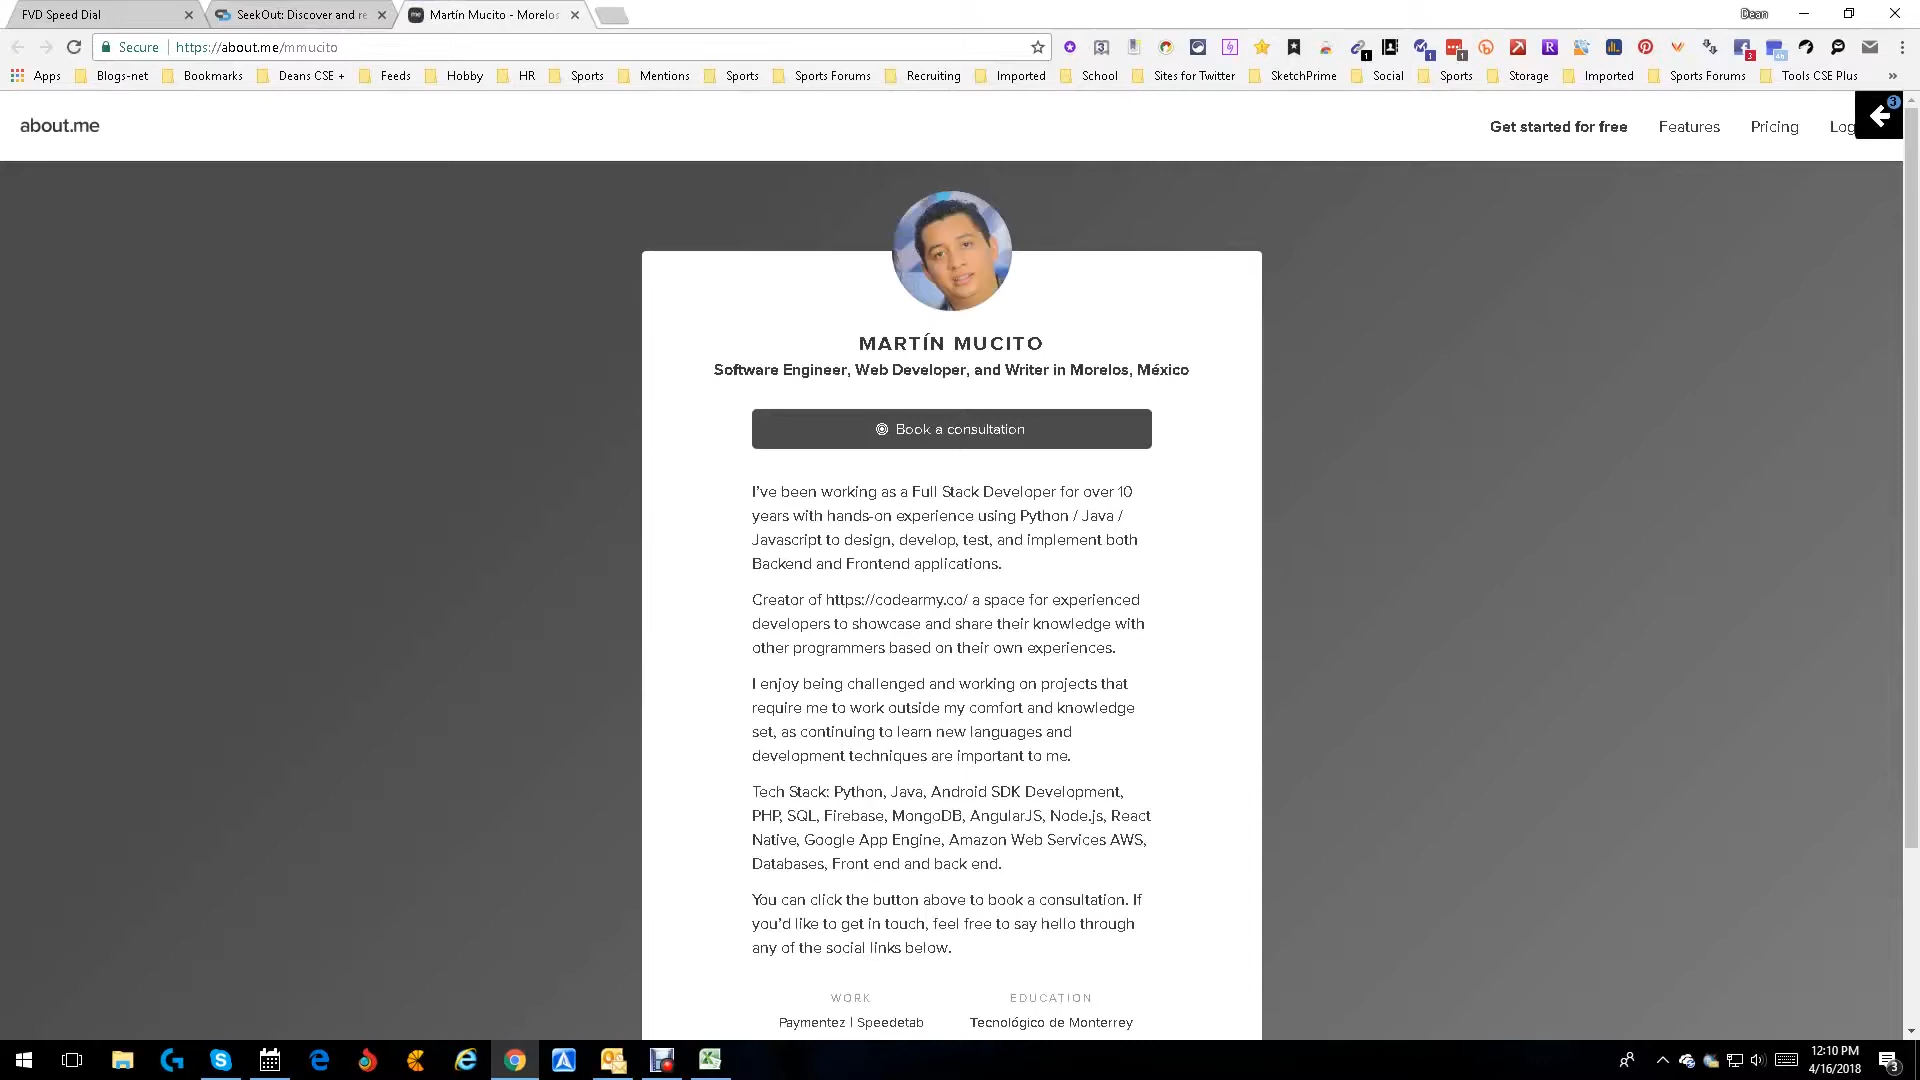 FVD Speed Dial
SeekOut: Discover and re
Martín Mucito - Morelos
Dean
Secure
https://about.me/mmucito
Apps
Blogs-net
Bookmarks
Deans CSE +
Feeds
Hobby
HR
Sports
Mentions
Sports
Sports Forums
Recruiting
Imported
School
Sites for Twitter
SketchPrime
Social
Sports
Storage
Imported
Sports Forums
Tools CSE Plus
»
about.me
Get started for free
Features
Pricing
Log
3
MARTÍN MUCITO
Software Engineer, Web Developer, and Writer in Morelos, México
Book a consultation
I've been working as a Full Stack Developer for over 10
years with hands-on experience using Python / Java /
Javascript to design, develop, test, and implement both
Backend and Frontend applications.
Creator of https://codearmy.co/ a space for experienced
developers to showcase and share their knowledge with
other programmers based on their own experiences.
I enjoy being challenged and working on projects that
require me to work outside my comfort and knowledge
set, as continuing to learn new languages and
development techniques are important to me.
Tech Stack: Python, Java, Android SDK Development,
PHP, SQL, Firebase, MongoDB, AngularJS, Node.js, React
Native, Google App Engine, Amazon Web Services AWS,
Databases, Front end and back end.
You can click the button above to book a consultation. If
you'd like to get in touch, feel free to say hello through
any of the social links below.
WORK
Paymentez | Speedetab
EDUCATION
Tecnológico de Monterrey
12:10 PM
4/16/2018
3